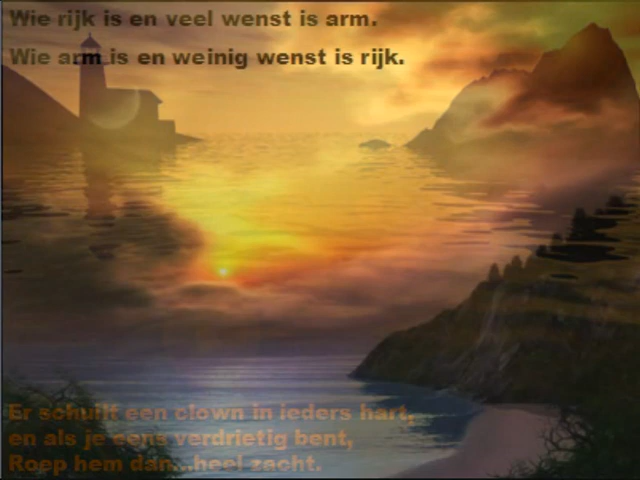 Wie rijk is en veel wenst is arm.
Wie arm is en weinig wenst is rijk.
Er schuilt een clown in ieders hart,
en als je eens verdrietig bent,
Roep hem dan...heel zacht.